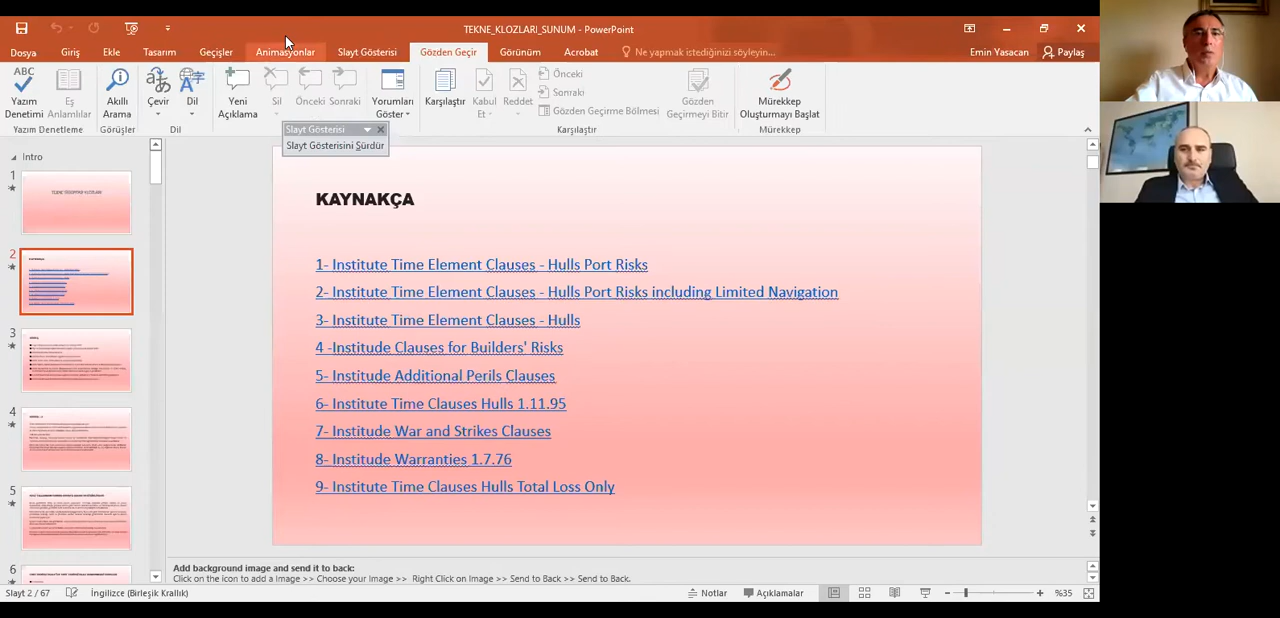 TEKNE_KLOZLARI_SUNUM - PowerPoint
Dosya Giriş Ekle Tasarım Geçişler Animasyonlar Slayt Gösterisi Gözden Geçir Görünüm Acrobat Ne yapmak istediğinizi söyleyin... Emin Yasacan Paylaş
ABC
Yazım Denetimi
Eş Anlamlılar
Akıllı Arama
Çevir
Dil
Yeni Açıklama
Sil
Önceki
Sonraki
Yorumları Göster
Karşılaştır
Kabul Et
Reddet
Önceki
Sonraki
Gözden Geçirme Bölmesi
Gözden Geçirmeyi Bitir
Mürekkep Oluşturmayı Başlat
Yazım Denetleme Görüşler Dil Karşılaştır Mürekkep
Slayt Gösterisi
Slayt Gösterisini Sürdür
Intro
1
2
3
4
5
6
KAYNAKÇA
1- Institute Time Element Clauses - Hulls Port Risks
2- Institute Time Element Clauses - Hulls Port Risks including Limited Navigation
3- Institute Time Element Clauses - Hulls
4 -Institude Clauses for Builders' Risks
5- Institude Additional Perils Clauses
6- Institute Time Clauses Hulls 1.11.95
7- Institude War and Strikes Clauses
8- Institude Warranties 1.7.76
9- Institute Time Clauses Hulls Total Loss Only
Add background image and send it to back:
Click on the icon to add a Image >> Choose your Image >> Right Click on Image >> Send to Back >> Send to Back.
Slayt 2 / 67 İngilizce (Birleşik Krallık) Notlar Açıklamalar %35